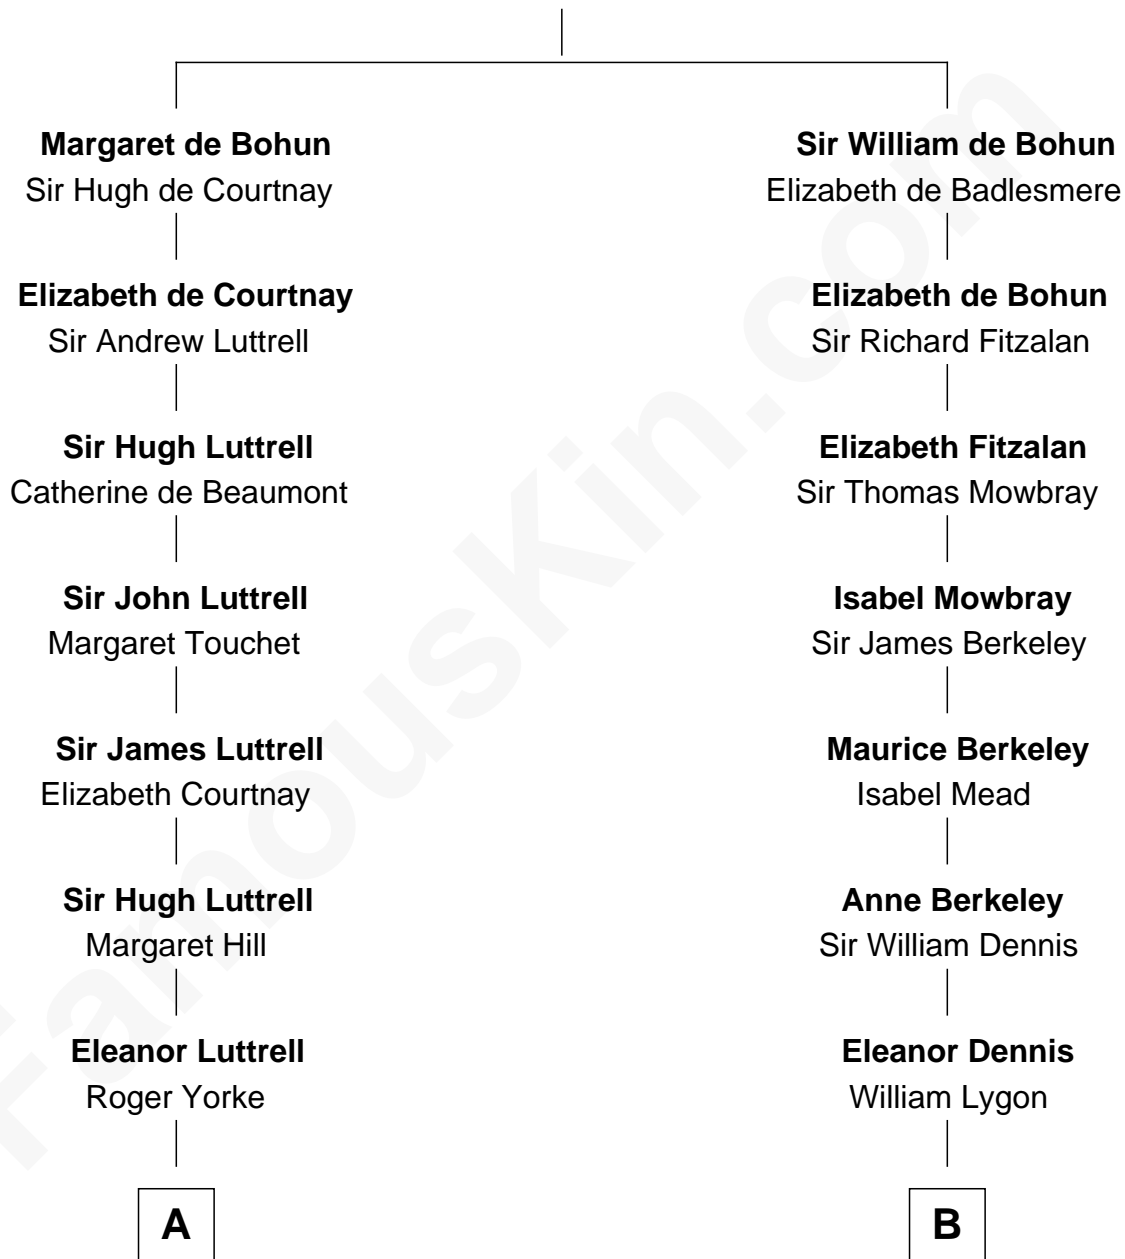 Margaret de Bohun
Sir Hugh de Courtnay
Elizabeth de Courtnay
Sir Andrew Luttrell
Sir Hugh Luttrell
Catherine de Beaumont
Sir John Luttrell
Margaret Touchet
Sir James Luttrell
Elizabeth Courtnay
Sir Hugh Luttrell
Margaret Hill
Eleanor Luttrell
Roger Yorke
A
Sir William de Bohun
Elizabeth de Badlesmere
Elizabeth de Bohun
Sir Richard Fitzalan
Elizabeth Fitzalan
Sir Thomas Mowbray
Isabel Mowbray
Sir James Berkeley
Maurice Berkeley
Isabel Mead
Anne Berkeley
Sir William Dennis
Eleanor Dennis
William Lygon
B
FamousKin.com